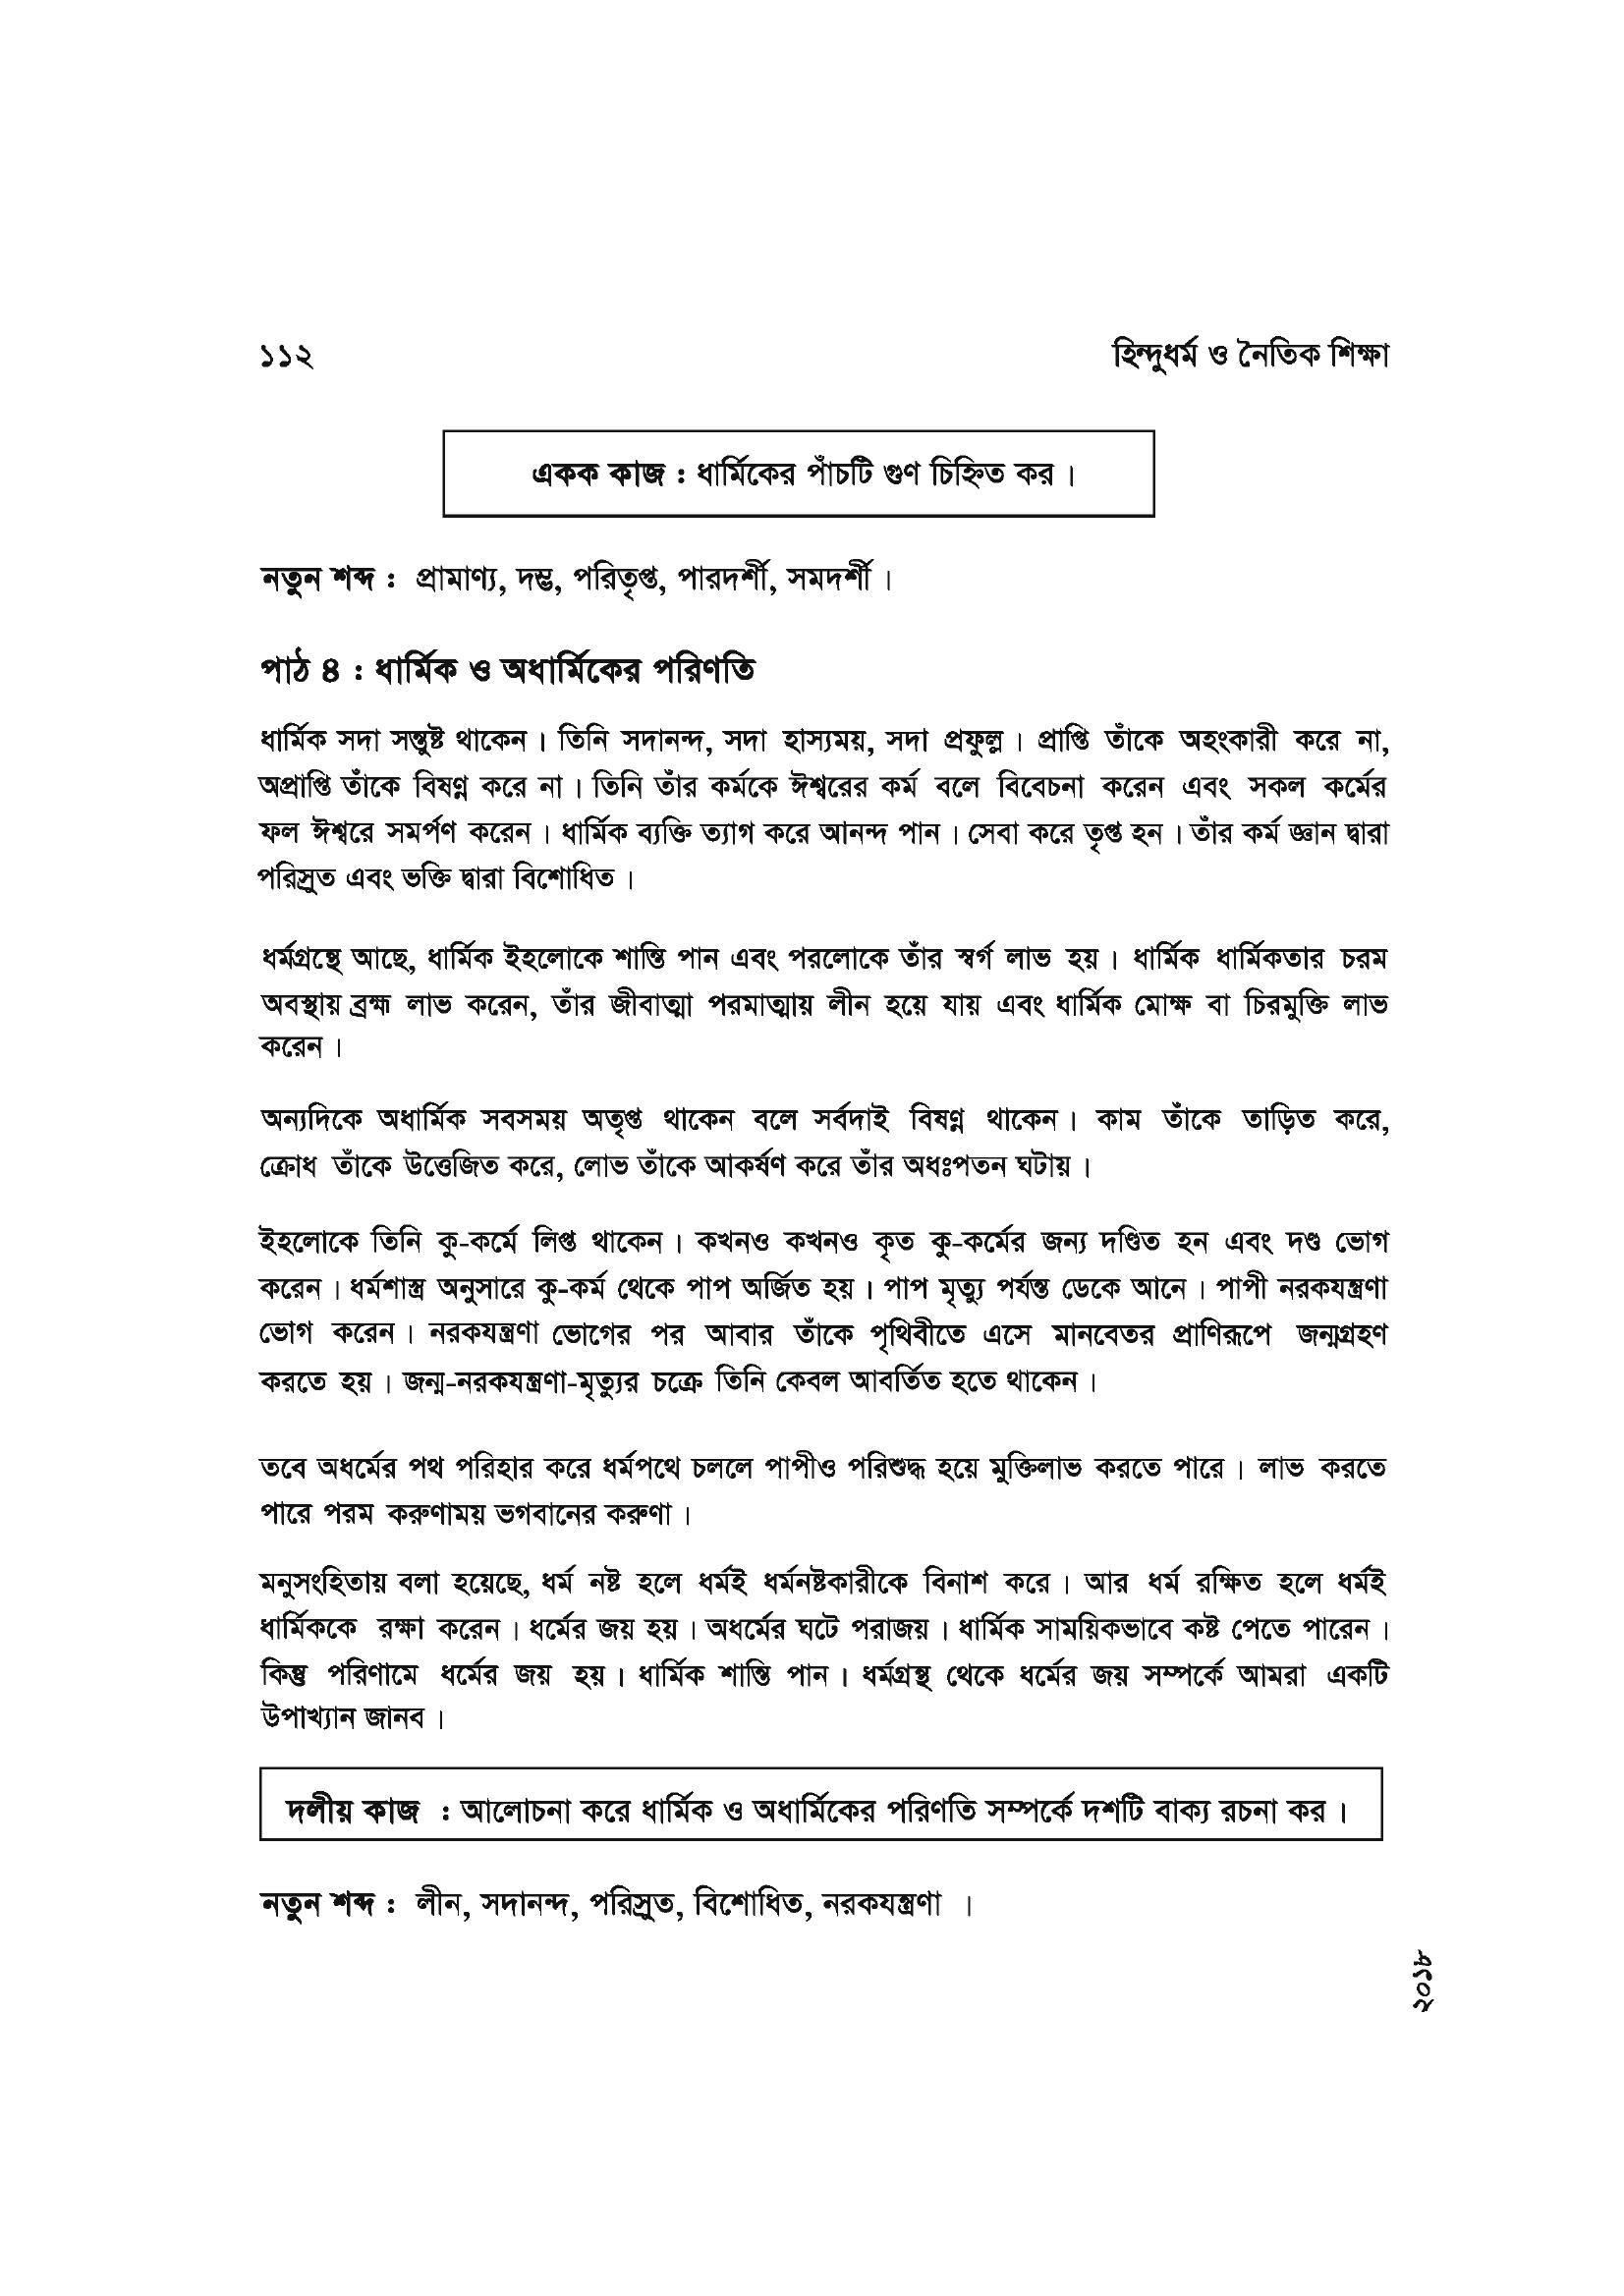 ১১২ হিন্দুধর্ম ও নৈতিক শিক্ষা
একক কাজ : ধার্মিকের পাঁচটি গুণ চিহ্নিত কর।
নতুন শব্দ : প্রামাণ্য, দম্ভ, পরিতৃপ্ত, পারদর্শী, সমদর্শী।
পাঠ ৪ : ধার্মিক ও অধার্মিকের পরিণতি
ধার্মিক সদা সন্তুষ্ট থাকেন। তিনি সদানন্দ, সদা হাস্যময়, সদা প্রফুল্ল। প্রাপ্তি তাঁকে অহংকারী করে না,
অপ্রাপ্তি তাঁকে বিষণ্ণ করে না। তিনি তাঁর কর্মকে ঈশ্বরের কর্ম বলে বিবেচনা করেন এবং সকল কর্মের
ফল ঈশ্বরে সমর্পণ করেন। ধার্মিক ব্যক্তি ত্যাগ করে আনন্দ পান। সেবা করে তৃপ্ত হন। তাঁর কর্ম জ্ঞান দ্বারা
পরিস্রুত এবং ভক্তি দ্বারা বিশোধিত।
ধর্মগ্রন্থে আছে, ধার্মিক ইহলোকে শান্তি পান এবং পরলোকে তাঁর স্বর্গ লাভ হয়। ধার্মিক ধার্মিকতার চরম
অবস্থায় ব্রহ্ম লাভ করেন, তাঁর জীবাত্মা পরমাত্মায় লীন হয়ে যায় এবং ধার্মিক মোক্ষ বা চিরমুক্তি লাভ
করেন।
অন্যদিকে অধার্মিক সবসময় অতৃপ্ত থাকেন বলে সর্বদাই বিষণ্ণ থাকেন। কাম তাঁকে তাড়িত করে,
ক্রোধ তাঁকে উত্তেজিত করে, লোভ তাঁকে আকর্ষণ করে তাঁর অধঃপতন ঘটায়।
ইহলোকে তিনি কু-কর্মে লিপ্ত থাকেন। কখনও কখনও কৃত কু-কর্মের জন্য দণ্ডিত হন এবং দণ্ড ভোগ
করেন। ধর্মশাস্ত্র অনুসারে কু-কর্ম থেকে পাপ অর্জিত হয়। পাপ মৃত্যু পর্যন্ত ডেকে আনে। পাপী নরকযন্ত্রণা
ভোগ করেন। নরকযন্ত্রণা ভোগের পর আবার তাঁকে পৃথিবীতে এসে মানবেতর প্রাণিরূপে জন্মগ্রহণ
করতে হয়। জন্ম-নরকযন্ত্রণা-মৃত্যুর চক্রে তিনি কেবল আবর্তিত হতে থাকেন।
তবে অধর্মের পথ পরিহার করে ধর্মপথে চললে পাপীও পরিশুদ্ধ হয়ে মুক্তিলাভ করতে পারে। লাভ করতে
পারে পরম করুণাময় ভগবানের করুণা।
মনুসংহিতায় বলা হয়েছে, ধর্ম নষ্ট হলে ধর্মই ধর্মনষ্টকারীকে বিনাশ করে। আর ধর্ম রক্ষিত হলে ধর্মই
ধার্মিককে রক্ষা করেন। ধর্মের জয় হয়। অধর্মের ঘটে পরাজয়। ধার্মিক সাময়িকভাবে কষ্ট পেতে পারেন।
কিন্তু পরিণামে ধর্মের জয় হয়। ধার্মিক শান্তি পান। ধর্মগ্রন্থ থেকে ধর্মের জয় সম্পর্কে আমরা একটি
উপাখ্যান জানব।
দলীয় কাজ : আলোচনা করে ধার্মিক ও অধার্মিকের পরিণতি সম্পর্কে দশটি বাক্য রচনা কর।
নতুন শব্দ : লীন, সদানন্দ, পরিস্রুত, বিশোধিত, নরকযন্ত্রণা ।
২০১৮